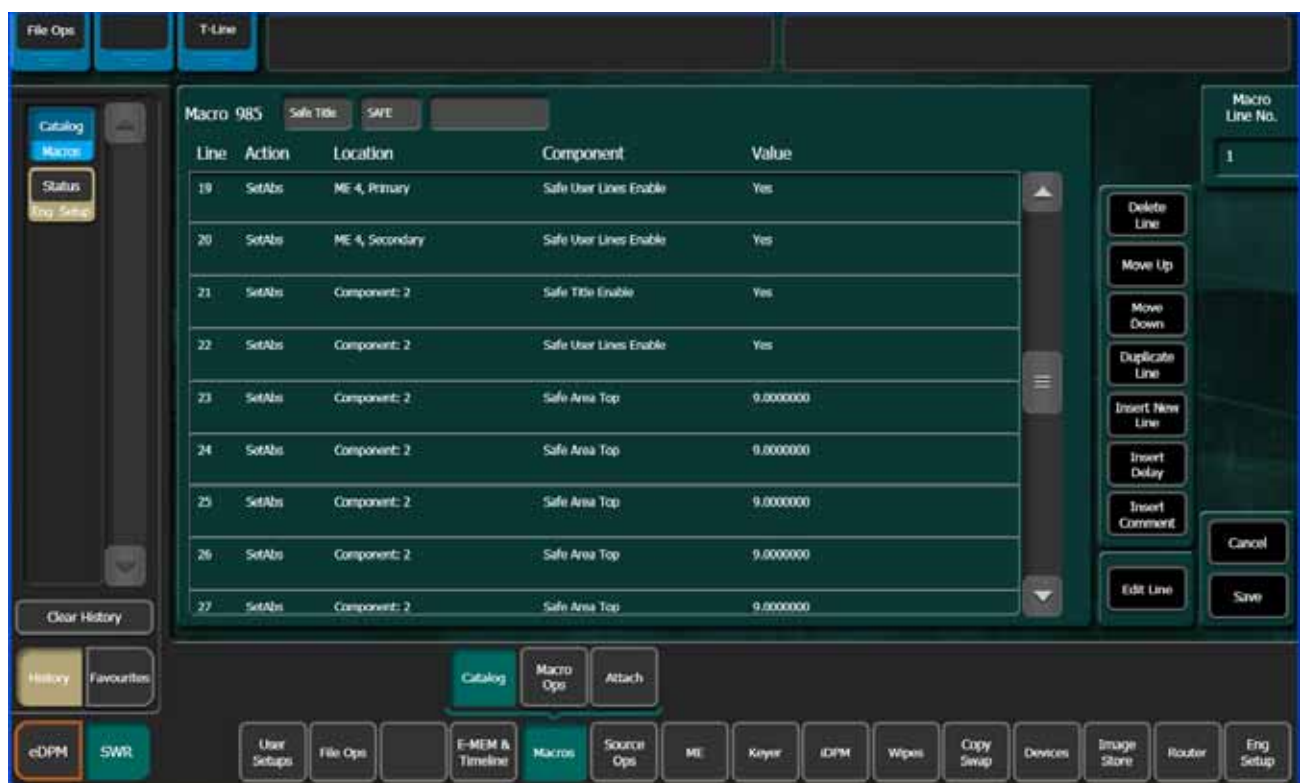 File Ops
T-Line
Catalog
Macros
Status
Eng Setup
Clear History
History Favourites
eDPM SWR
Macro 985 Safe Title SAFE
Line Action Location Component Value
19 SetAbs ME 4, Primary Safe User Lines Enable Yes
20 SetAbs ME 4, Secondary Safe User Lines Enable Yes
21 SetAbs Component: 2 Safe Title Enable Yes
22 SetAbs Component: 2 Safe User Lines Enable Yes
23 SetAbs Component: 2 Safe Area Top 9.0000000
24 SetAbs Component: 2 Safe Area Top 9.0000000
25 SetAbs Component: 2 Safe Area Top 9.0000000
26 SetAbs Component: 2 Safe Area Top 9.0000000
27 SetAbs Component: 2 Safe Area Top 9.0000000
Delete
Line
Move Up
Move
Down
Duplicate
Line
Insert New
Line
Insert
Delay
Insert
Comment
Edit Line
Macro
Line No.
1
Cancel
Save
Catalog
Macro
Ops
Attach
User
Setups
File Ops
E-MEM &
Timeline
Macros
Source
Ops
ME
Keyer
iDPM
Wipes
Copy
Swap
Devices
Image
Store
Router
Eng
Setup